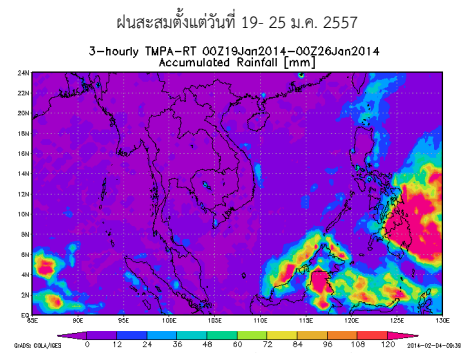 ฝนสะสมตั้งแต่วันที่ 19- 25 ม.ค. 2557
3-hourly TMPA-RT 00Z19Jan2014-00Z26Jan2014
Accumulated Rainfall [mm]
24N
22N
20N
18N
16N
14N
12N
10N
8N
6N
4N
2N
EQ
85E 90E 95E 100E 105E 110E 115E 120E 125E 130E
0 12 24 36 48 60 72 84 96 108 120
GrADS: COLA/IGES 2014-02-04-09:39